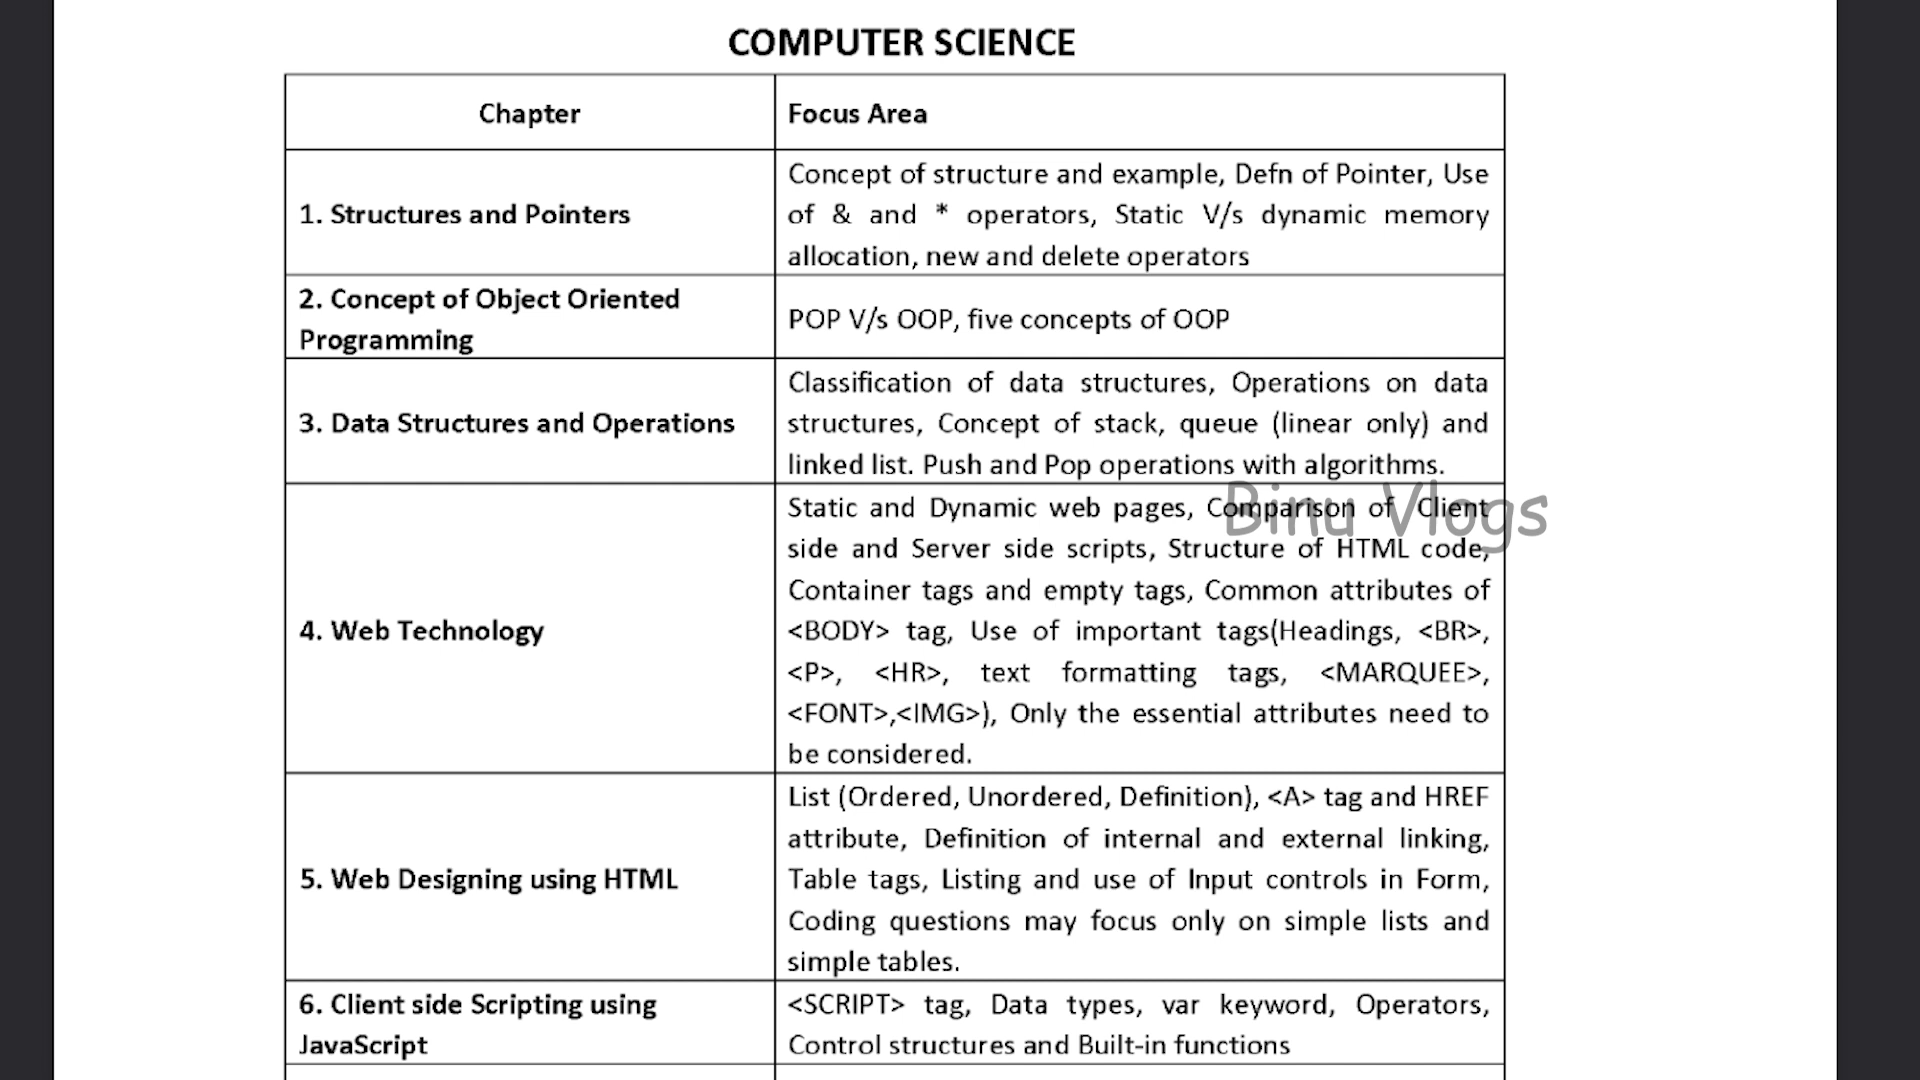 COMPUTER SCIENCE
Chapter
Focus Area
1. Structures and Pointers
Concept of structure and example, Defn of Pointer, Use
of & and * operators, Static V/s dynamic memory
allocation, new and delete operators
2. Concept of Object Oriented
Programming
POP V/s OOP, five concepts of OOP
3. Data Structures and Operations
Classification of data structures, Operations on data
structures, Concept of stack, queue (linear only) and
linked list. Push and Pop operations with algorithms.
Binu Vlogs
4. Web Technology
Static and Dynamic web pages, Comparison of Client
side and Server side scripts, Structure of HTML code,
Container tags and empty tags, Common attributes of
<BODY> tag, Use of important tags(Headings, <BR>,
<P>, <HR>, text formatting tags, <MARQUEE>,
<FONT>,<IMG>), Only the essential attributes need to
be considered.
5. Web Designing using HTML
List (Ordered, Unordered, Definition), <A> tag and HREF
attribute, Definition of internal and external linking,
Table tags, Listing and use of Input controls in Form,
Coding questions may focus only on simple lists and
simple tables.
6. Client side Scripting using
JavaScript
<SCRIPT> tag, Data types, var keyword, Operators,
Control structures and Built-in functions